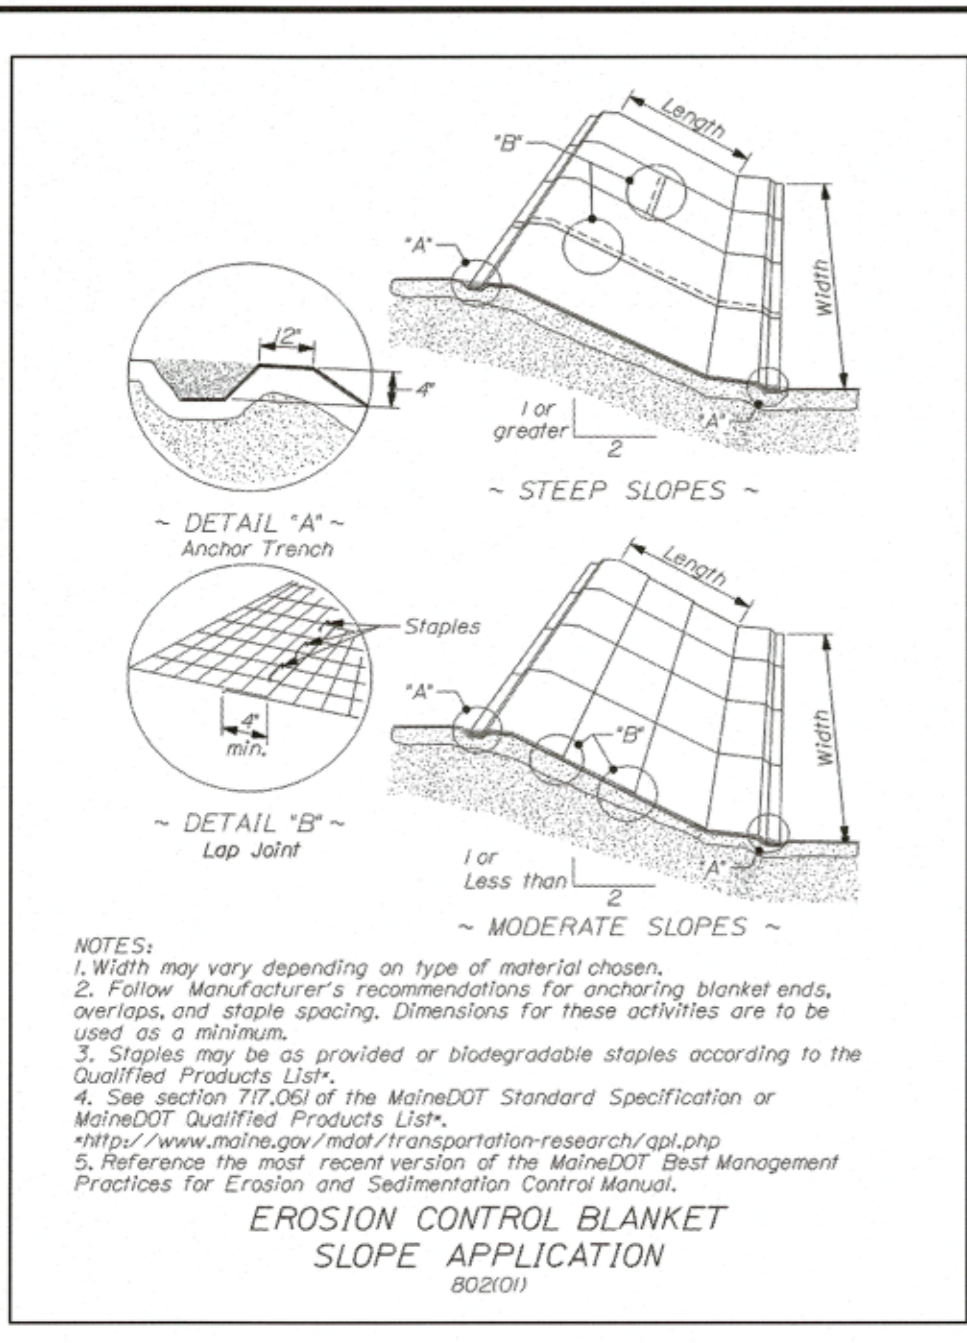 Length
"B"
"A"
Width
12"
4"
1 or
greater
2
"A"
~ STEEP SLOPES ~
~ DETAIL "A" ~
Anchor Trench
Length
Staples
"A"
"B"
Width
4"
min.
~ DETAIL "B" ~
Lap Joint
1 or
Less than
2
"A"
~ MODERATE SLOPES ~
NOTES:
1. Width may vary depending on type of material chosen.
2. Follow Manufacturer's recommendations for anchoring blanket ends,
overlaps, and staple spacing. Dimensions for these activities are to be
used as a minimum.
3. Staples may be as provided or biodegradable staples according to the
Qualified Products List*.
4. See section 717.061 of the MaineDOT Standard Specification or
MaineDOT Qualified Products List*.
*http://www.maine.gov/mdot/transportation-research/qpl.php
5. Reference the most recent version of the MaineDOT Best Management
Practices for Erosion and Sedimentation Control Manual.
EROSION CONTROL BLANKET
SLOPE APPLICATION
802(01)